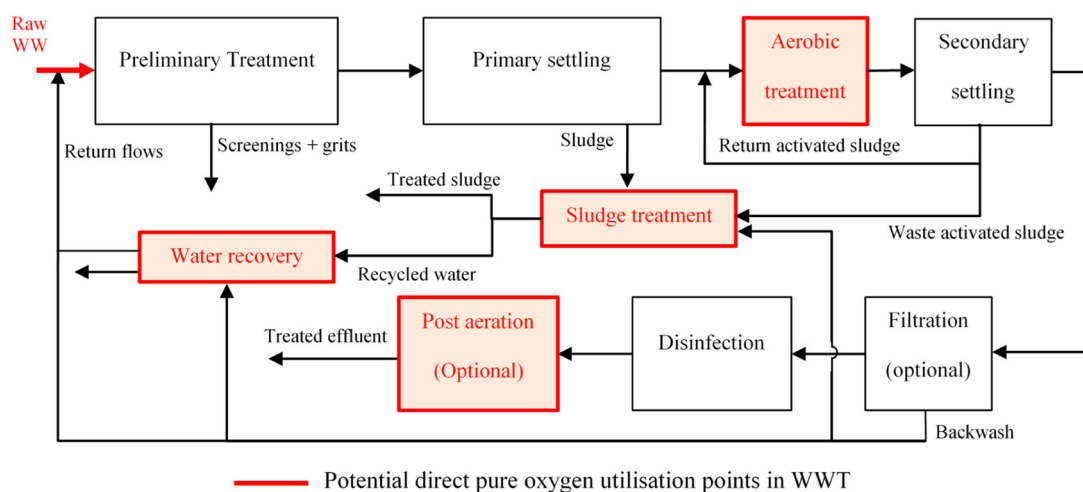 Raw
WW
Preliminary Treatment
Primary settling
Aerobic
treatment
Secondary
settling
Return flows
Screenings + grits
Sludge
Return activated sludge
Treated sludge
Sludge treatment
Waste activated sludge
Water recovery
Recycled water
Treated effluent
Post aeration
(Optional)
Disinfection
Filtration
(optional)
Backwash
Potential direct pure oxygen utilisation points in WWT